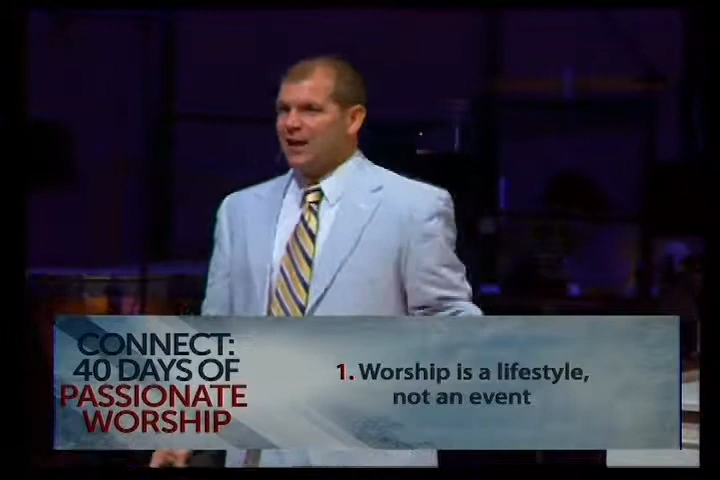 CONNECT:
40 DAYS OF
PASSIONATE
WORSHIP
1. Worship is a lifestyle,
not an event